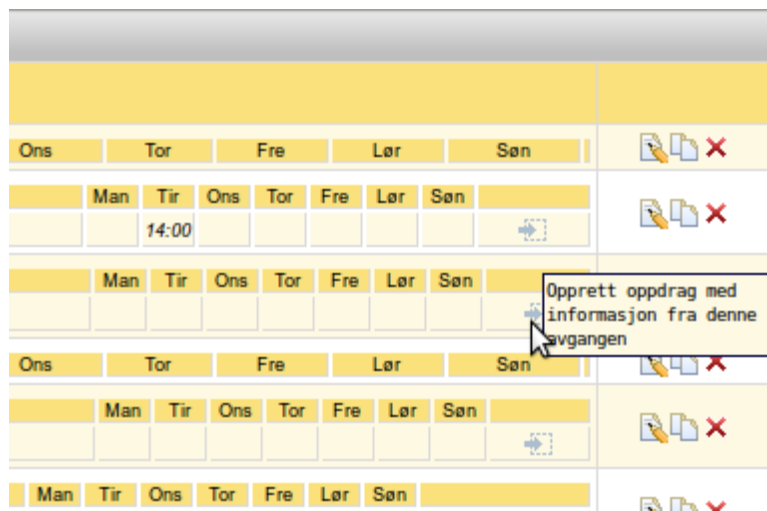 Ons Tor Fre Lør Søn
Man Tir Ons Tor Fre Lør Søn
14:00
Man Tir Ons Tor Fre Lør Søn
Opprett oppdrag med
informasjon fra denne
avgangen
Ons Tor Fre Lør Søn
Man Tir Ons Tor Fre Lør Søn
Man Tir Ons Tor Fre Lør Søn